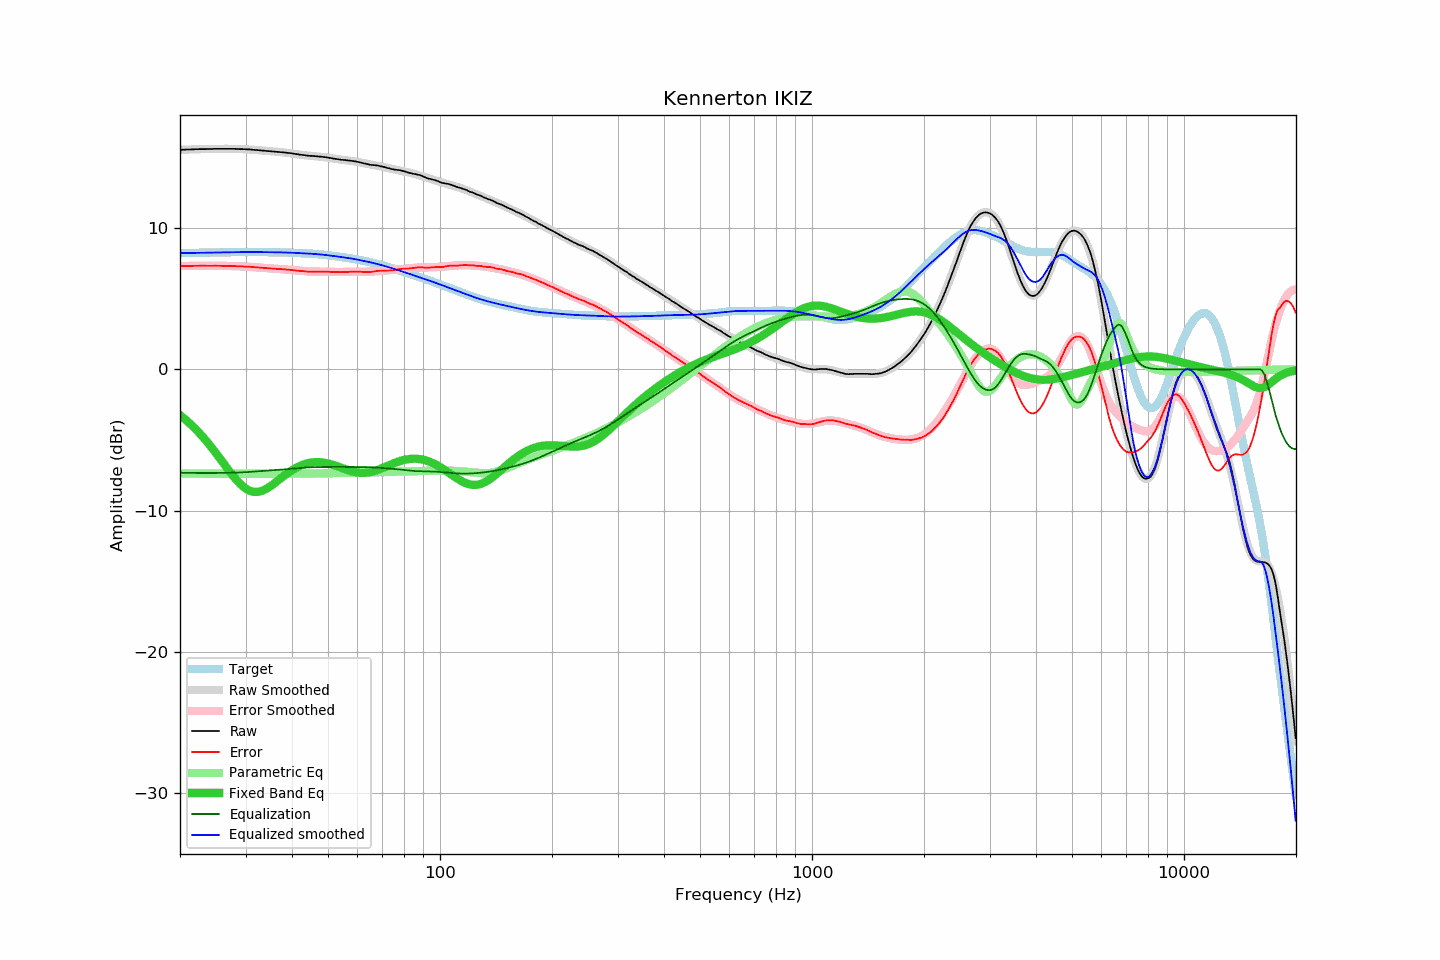 Kennerton IKIZ
10
0
−10
−20
−30
Amplitude (dBr)
Target
Raw Smoothed
Error Smoothed
Raw
Error
Parametric Eq
Fixed Band Eq
Equalization
Equalized smoothed
100 1000 10000
Frequency (Hz)